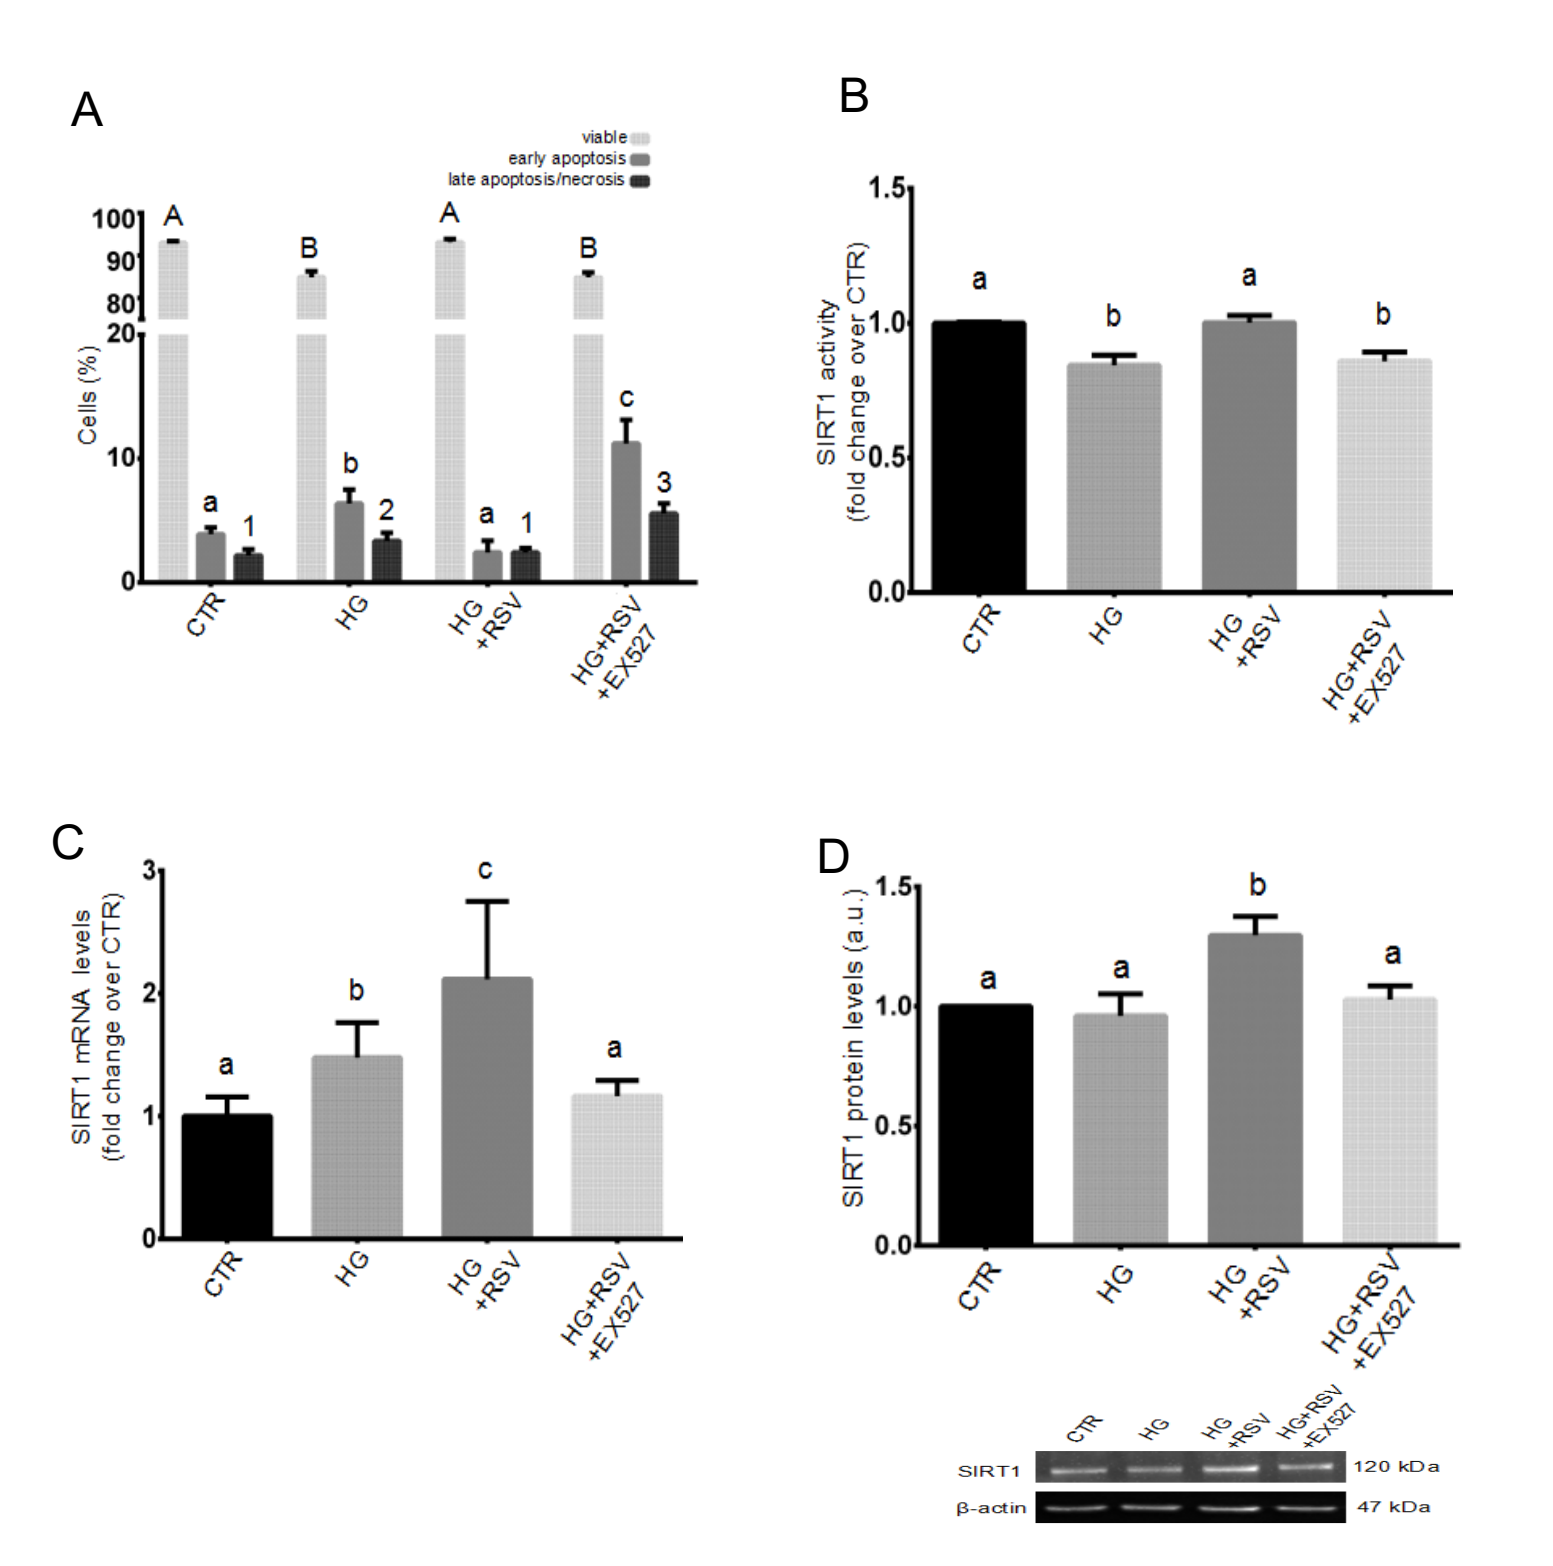 A
viable
early apoptosis
late apoptosis/necrosis
100
90
80
20
10
0
Cells (%)
A
a
1
B
b
2
A
a
1
B
c
3
CTR
HG
HG
+RSV
HG+RSV
+EX527
B
SIRT1 activity
(fold change over CTR)
1.5
1.0
0.5
0.0
a
b
a
b
CTR
HG
HG
+RSV
HG+RSV
+EX527
C
SIRT1 mRNA levels
(fold change over CTR)
3
2
1
0
a
b
c
a
CTR
HG
HG
+RSV
HG+RSV
+EX527
D
SIRT1 protein levels (a.u.)
1.5
1.0
0.5
0.0
a
a
b
a
CTR
HG
HG
+RSV
HG+RSV
+EX527
CTR
HG
HG
+RSV
HG+RSV
+EX527
SIRT1
120 kDa
β-actin
47 kDa